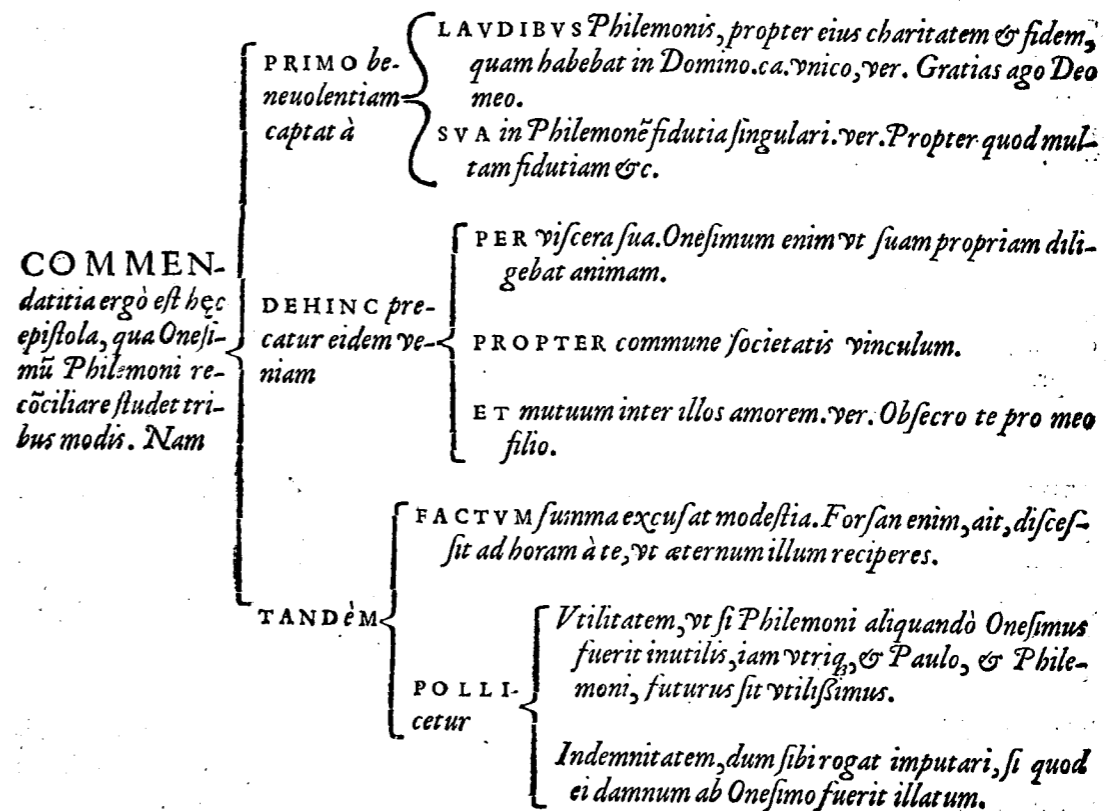 COMMEN-
datitia ergò est hęc
epistola, qua Onesi-
mū Philemoni re-
cōciliare studet tri-
bus modis. Nam
PRIMO be-
neuolentiam
captat à
LAVDIBVS Philemonis, propter eius charitatem & fidem,
quam habebat in Domino. ca. vnico, ver. Gratias ago Deo
meo.
SVA in Philemonē fidutia singulari. ver. Propter quod mul-
tam fidutiam &c.
DEHINC pre-
catur eidem ve-
niam
PER viscera sua. Onesimum enim vt suam propriam dili-
gebat animam.
PROPTER commune societatis vinculum.
ET mutuum inter illos amorem. ver. Obsecro te pro meo
filio.
TANDèM
FACTVM summa excusat modestia. Forsan enim, ait, disces-
sit ad horam à te, vt æternum illum reciperes.
POLLI-
cetur
Vtilitatem, vt si Philemoni aliquandò Onesimus
fuerit inutilis, iam vtriq;, & Paulo, & Phile-
moni, futurus sit vtilißimus.
Indemnitatem, dum sibi rogat imputari, si quod
ei damnum ab Onesimo fuerit illatum.